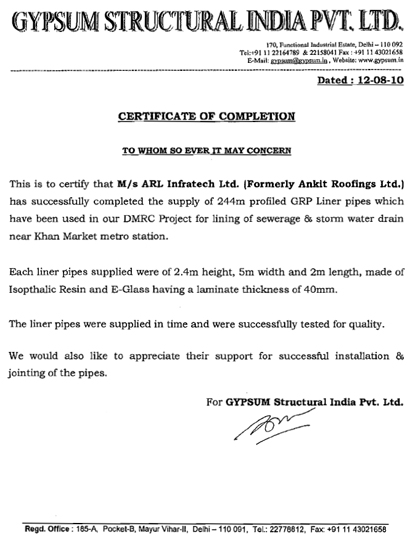 GYPSUM STRUCTURAL INDIA PVT. LTD.
170, Functional Industrial Estate, Delhi – 110 092
Tel:+91 11 22164789 & 22158041 Fax : +91 11 43021658
E-Mail: gypsum@gypsum.in, Website: www.gypsum.in
Dated : 12-08-10
CERTIFICATE OF COMPLETION
TO WHOM SO EVER IT MAY CONCERN
This is to certify that M/s ARL Infratech Ltd. (Formerly Ankit Roofings Ltd.)
has successfully completed the supply of 244m profiled GRP Liner pipes which
have been used in our DMRC Project for lining of sewerage & storm water drain
near Khan Market metro station.
Each liner pipes supplied were of 2.4m height, 5m width and 2m length, made of
Isopthalic Resin and E-Glass having a laminate thickness of 40mm.
The liner pipes were supplied in time and were successfully tested for quality.
We would also like to appreciate their support for successful installation &
jointing of the pipes.
For GYPSUM Structural India Pvt. Ltd.
Regd. Office : 185-A, Pocket-B, Mayur Vihar-II, Delhi – 110 091, Tel.: 22778812, Fax: +91 11 43021658